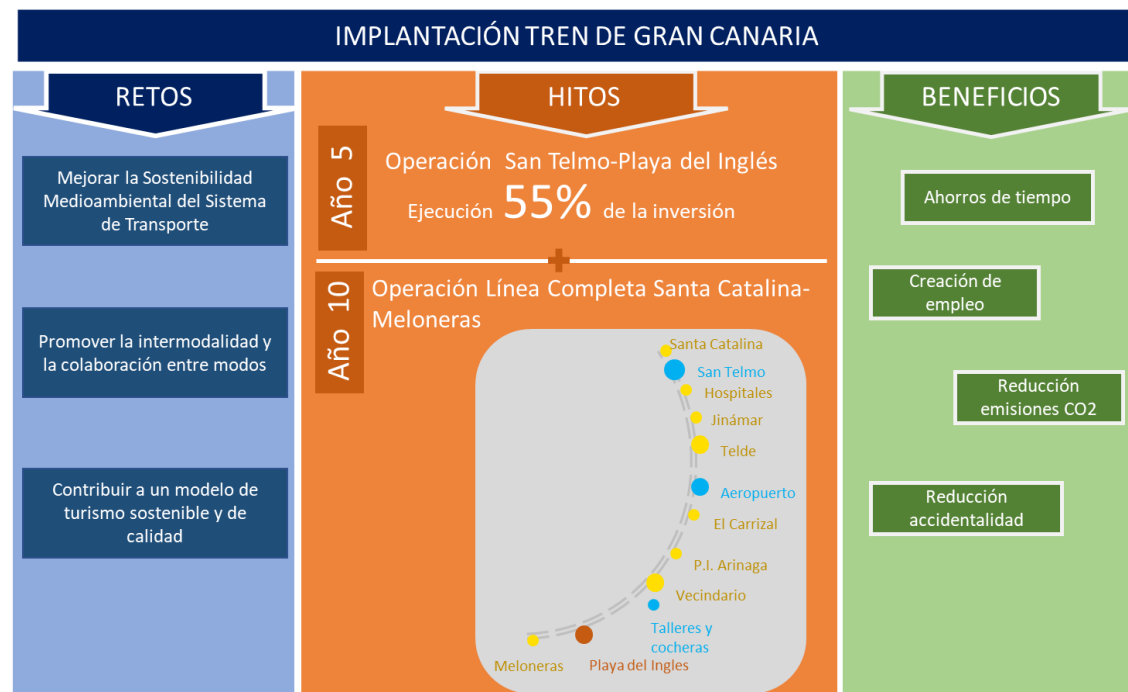 IMPLANTACIÓN TREN DE GRAN CANARIA
RETOS
Mejorar la Sostenibilidad
Medioambiental del Sistema
de Transporte
Promover la intermodalidad y
la colaboración entre modos
Contribuir a un modelo de
turismo sostenible y de
calidad
HITOS
Año 5
Operación San Telmo-Playa del Inglés
Ejecución 55% de la inversión
Año 10
Operación Línea Completa Santa Catalina-
Meloneras
Santa Catalina
San Telmo
Hospitales
Jinámar
Telde
Aeropuerto
El Carrizal
P.I. Arinaga
Vecindario
Talleres y
cocheras
Playa del Ingles
Meloneras
BENEFICIOS
Ahorros de tiempo
Creación de
empleo
Reducción
emisiones CO2
Reducción
accidentalidad